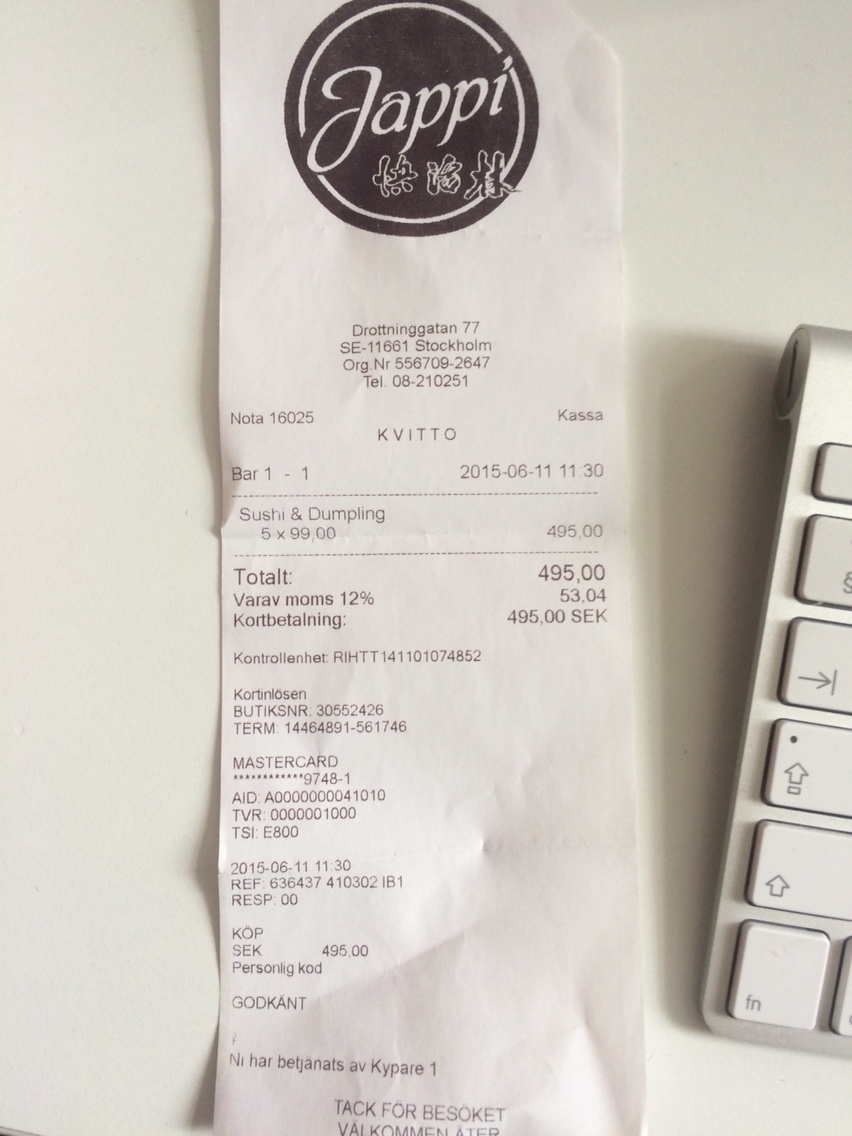 Jappi
快活林
Drottninggatan 77
SE-11661 Stockholm
Org.Nr 556709-2647
Tel. 08-210251
Nota 16025 Kassa
KVITTO
Bar 1 - 1 2015-06-11 11:30
Sushi & Dumpling
5 x 99,00 495,00
Totalt: 495,00
Varav moms 12% 53,04
Kortbetalning: 495,00 SEK
Kontrollenhet: RIHTT141101074852
Kortinlösen
BUTIKSNR: 30552426
TERM: 14464891-561746
MASTERCARD
************9748-1
AID: A0000000041010
TVR: 0000001000
TSI: E800
2015-06-11 11:30
REF: 636437 410302 IB1
RESP: 00
KÖP
SEK 495,00
Personlig kod
GODKÄNT
Ni har betjänats av Kypare 1
TACK FÖR BESÖKET
VÄLKOMMEN ÅTER
§
fn